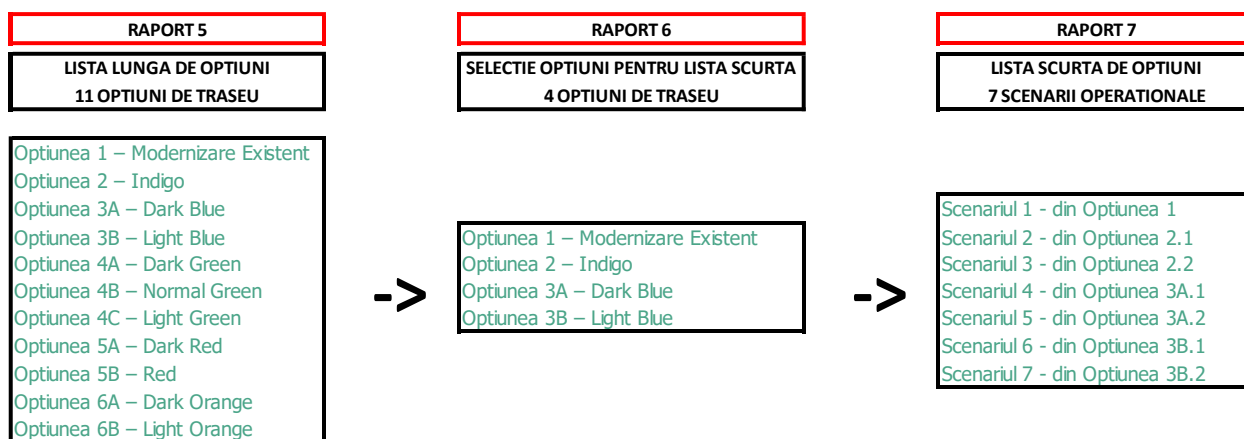 RAPORT 5
LISTA LUNGA DE OPTIUNI
11 OPTIUNI DE TRASEU
Optiunea 1 – Modernizare Existent
Optiunea 2 – Indigo
Optiunea 3A – Dark Blue
Optiunea 3B – Light Blue
Optiunea 4A – Dark Green
Optiunea 4B – Normal Green
Optiunea 4C – Light Green
Optiunea 5A – Dark Red
Optiunea 5B – Red
Optiunea 6A – Dark Orange
Optiunea 6B – Light Orange
->
RAPORT 6
SELECTIE OPTIUNI PENTRU LISTA SCURTA
4 OPTIUNI DE TRASEU
Optiunea 1 – Modernizare Existent
Optiunea 2 – Indigo
Optiunea 3A – Dark Blue
Optiunea 3B – Light Blue
->
RAPORT 7
LISTA SCURTA DE OPTIUNI
7 SCENARII OPERATIONALE
Scenariul 1 - din Optiunea 1
Scenariul 2 - din Optiunea 2.1
Scenariul 3 - din Optiunea 2.2
Scenariul 4 - din Optiunea 3A.1
Scenariul 5 - din Optiunea 3A.2
Scenariul 6 - din Optiunea 3B.1
Scenariul 7 - din Optiunea 3B.2